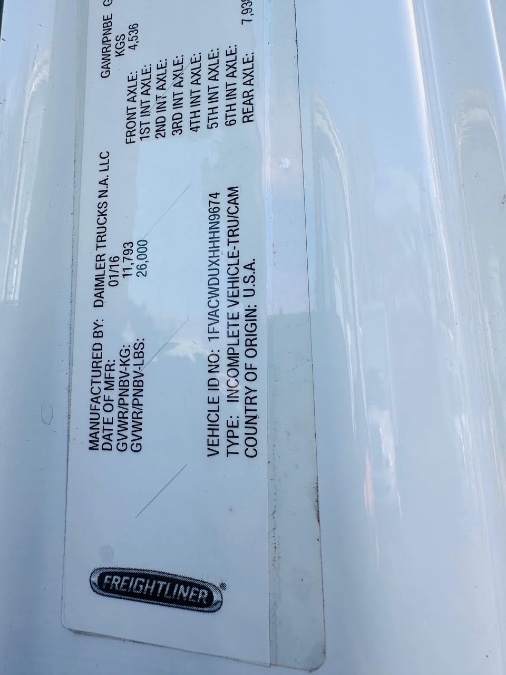 FREIGHTLINER®
MANUFACTURED BY: DAIMLER TRUCKS N.A. LLC
DATE OF MFR: 01/16
GVWR/PNBV-KG: 11,793
GVWR/PNBV-LBS: 26,000
GAWR/PNBE
KGS
FRONT AXLE: 4,536
1ST INT AXLE:
2ND INT AXLE:
3RD INT AXLE:
4TH INT AXLE:
5TH INT AXLE:
6TH INT AXLE:
REAR AXLE:
VEHICLE ID NO: 1FVACWDUXHHHN9674
TYPE: INCOMPLETE VEHICLE-TRU/CAM
COUNTRY OF ORIGIN: U.S.A.